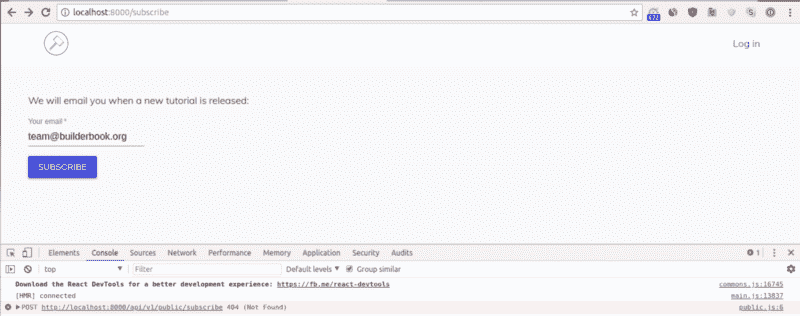 localhost:8000/subscribe
472
Log in
We will email you when a new tutorial is released:
Your email *
team@builderbook.org
SUBSCRIBE
Elements Console Sources Network Performance Memory Application Security Audits 1
top Filter Default levels Group similar
Download the React DevTools for a better development experience: https://fb.me/react-devtools commons.js:16745
[HMR] connected main.js:13837
POST http://localhost:8000/api/v1/public/subscribe 404 (Not Found) public.js:6